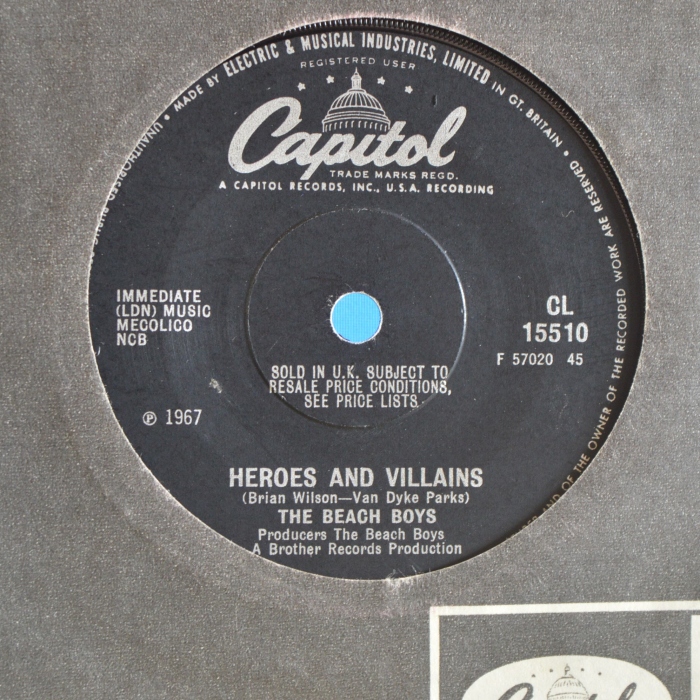 MADE BY ELECTRIC & MUSICAL INDUSTRIES, LIMITED IN GT. BRITAIN • ARE RESERVED
OF THE OWNER OF THE RECORDED WORK
REGISTERED USER
Capitol
TRADE MARKS REGD.
A CAPITOL RECORDS, INC., U.S.A. RECORDING
IMMEDIATE
(LDN) MUSIC
MECOLICO
NCB
CL
15510
F 57020 45
SOLD IN U.K. SUBJECT TO
RESALE PRICE CONDITIONS,
SEE PRICE LISTS
℗ 1967
HEROES AND VILLAINS
(Brian Wilson—Van Dyke Parks)
THE BEACH BOYS
Producers The Beach Boys
A Brother Records Production